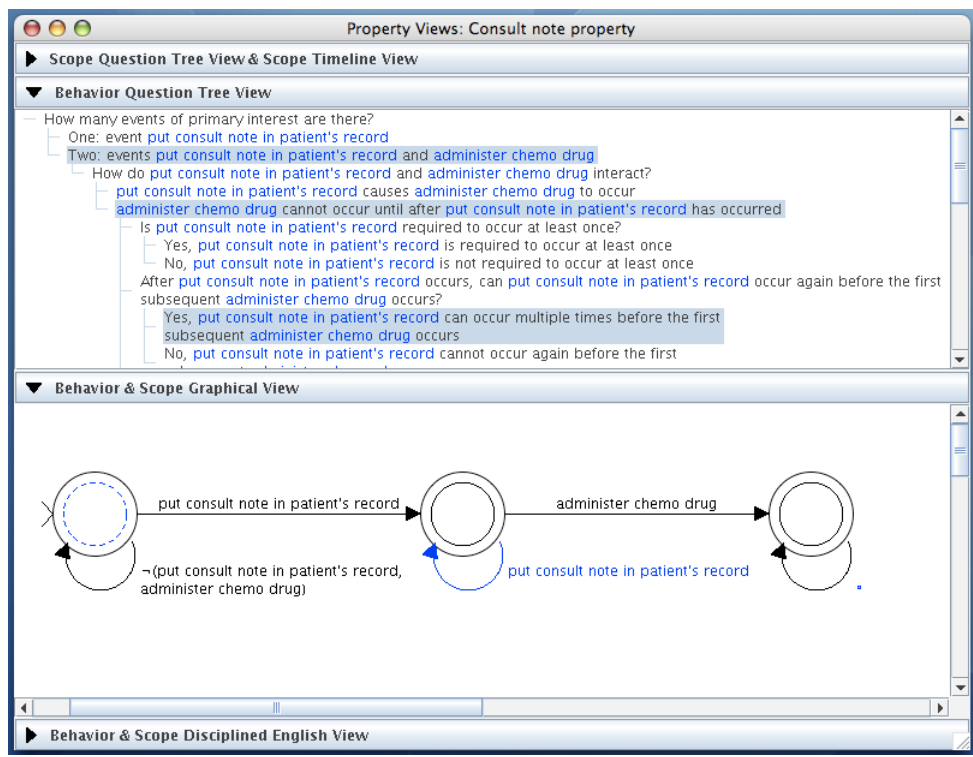 Property Views: Consult note property
Scope Question Tree View & Scope Timeline View
Behavior Question Tree View
How many events of primary interest are there?
One: event put consult note in patient's record
Two: events put consult note in patient's record and administer chemo drug
How do put consult note in patient's record and administer chemo drug interact?
put consult note in patient's record causes administer chemo drug to occur
administer chemo drug cannot occur until after put consult note in patient's record has occurred
Is put consult note in patient's record required to occur at least once?
Yes, put consult note in patient's record is required to occur at least once
No, put consult note in patient's record is not required to occur at least once
After put consult note in patient's record occurs, can put consult note in patient's record occur again before the first
subsequent administer chemo drug occurs?
Yes, put consult note in patient's record can occur multiple times before the first
subsequent administer chemo drug occurs
No, put consult note in patient's record cannot occur again before the first
Behavior & Scope Graphical View
put consult note in patient's record
administer chemo drug
¬(put consult note in patient's record,
administer chemo drug)
put consult note in patient's record
Behavior & Scope Disciplined English View